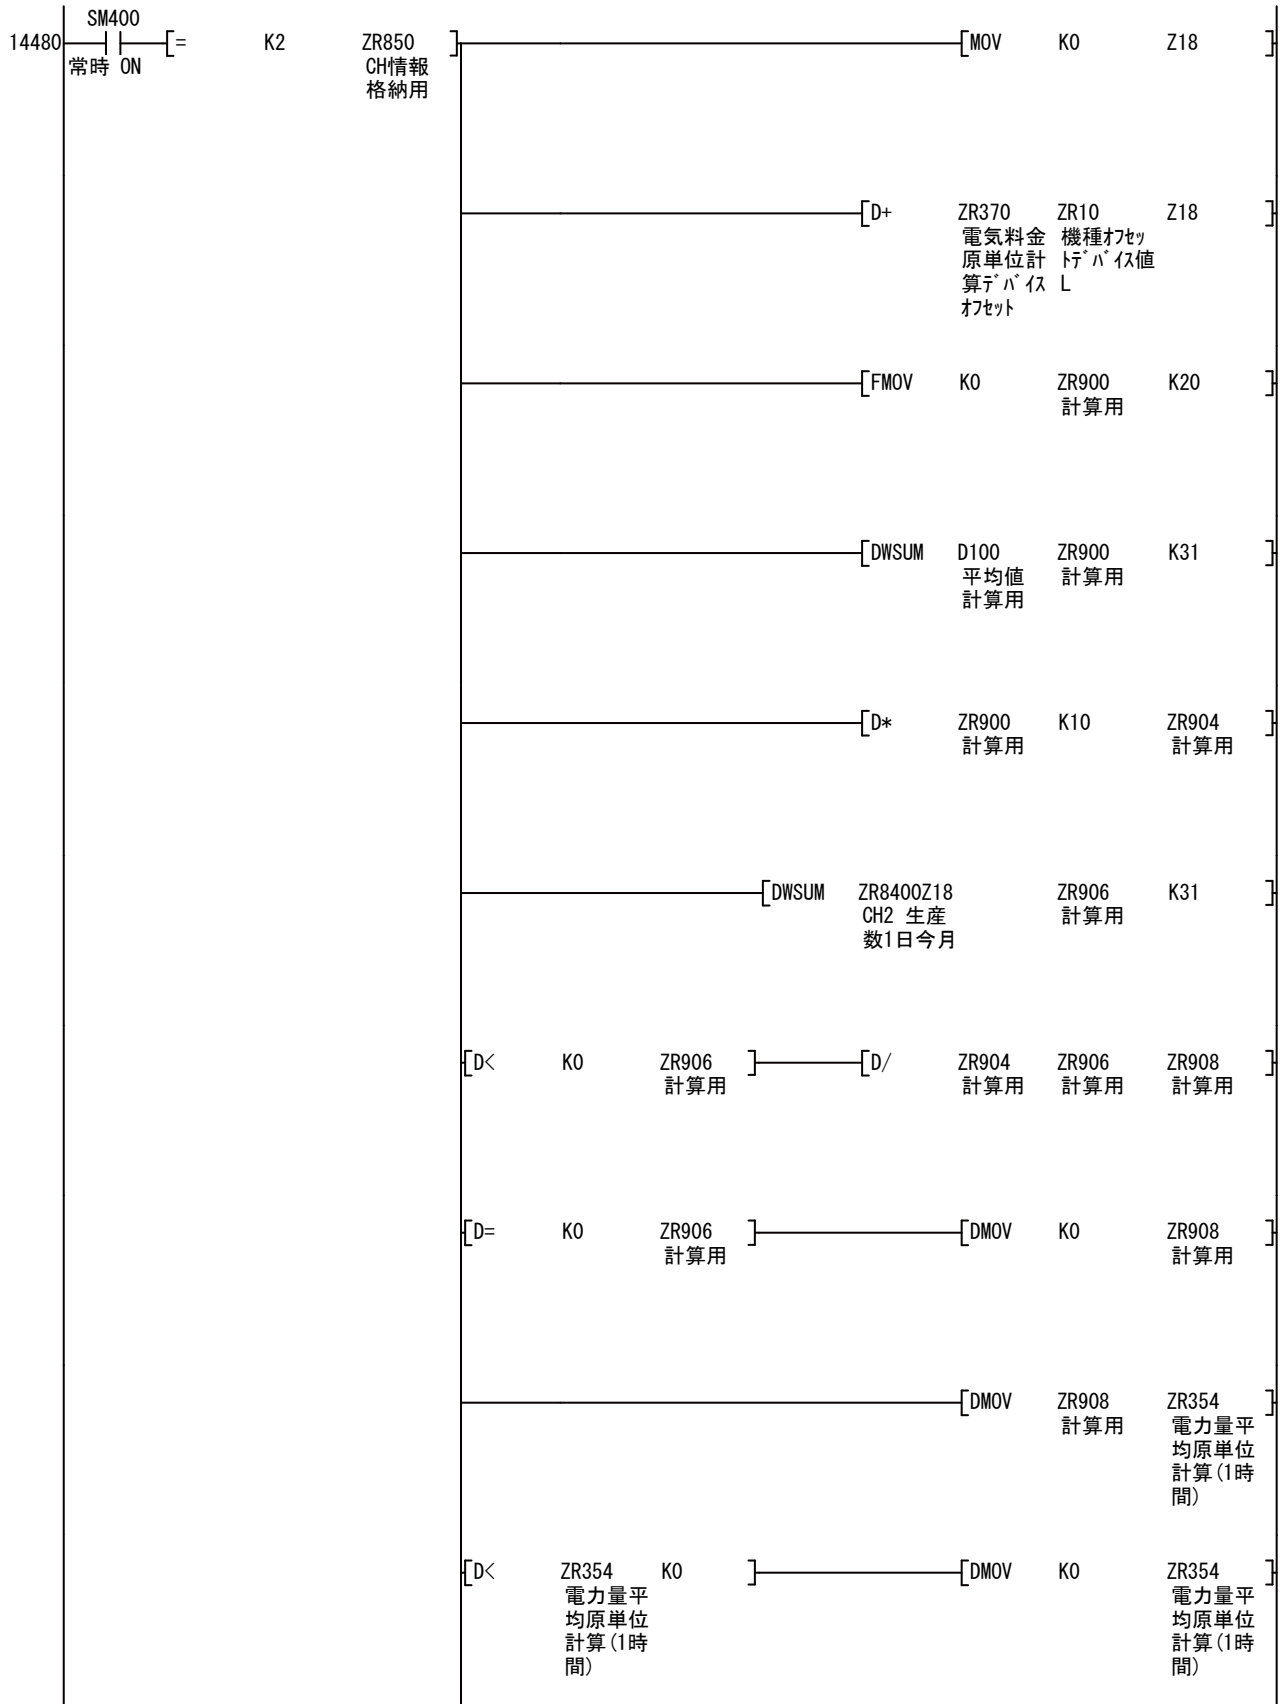 SM400
14480 [= K2 ZR850 ] [MOV K0 Z18 ]
常時 ON CH情報
格納用
[D+ ZR370 ZR10 Z18 ]
電気料金 機種オフセッ
原単位計 トデバイス値
算デバイス L
オフセット
[FMOV K0 ZR900 K20 ]
計算用
[DWSUM D100 ZR900 K31 ]
平均値 計算用
計算用
[D* ZR900 K10 ZR904 ]
計算用 計算用
[DWSUM ZR8400Z18 ZR906 K31 ]
CH2 生産 計算用
数1日今月
[D< K0 ZR906 ] [D/ ZR904 ZR906 ZR908 ]
計算用 計算用 計算用 計算用
[D= K0 ZR906 ] [DMOV K0 ZR908 ]
計算用 計算用
[DMOV ZR908 ZR354 ]
計算用 電力量平
均原単位
計算(1時
間)
[D< ZR354 K0 ] [DMOV K0 ZR354 ]
電力量平 電力量平
均原単位 均原単位
計算(1時 計算(1時
間) 間)